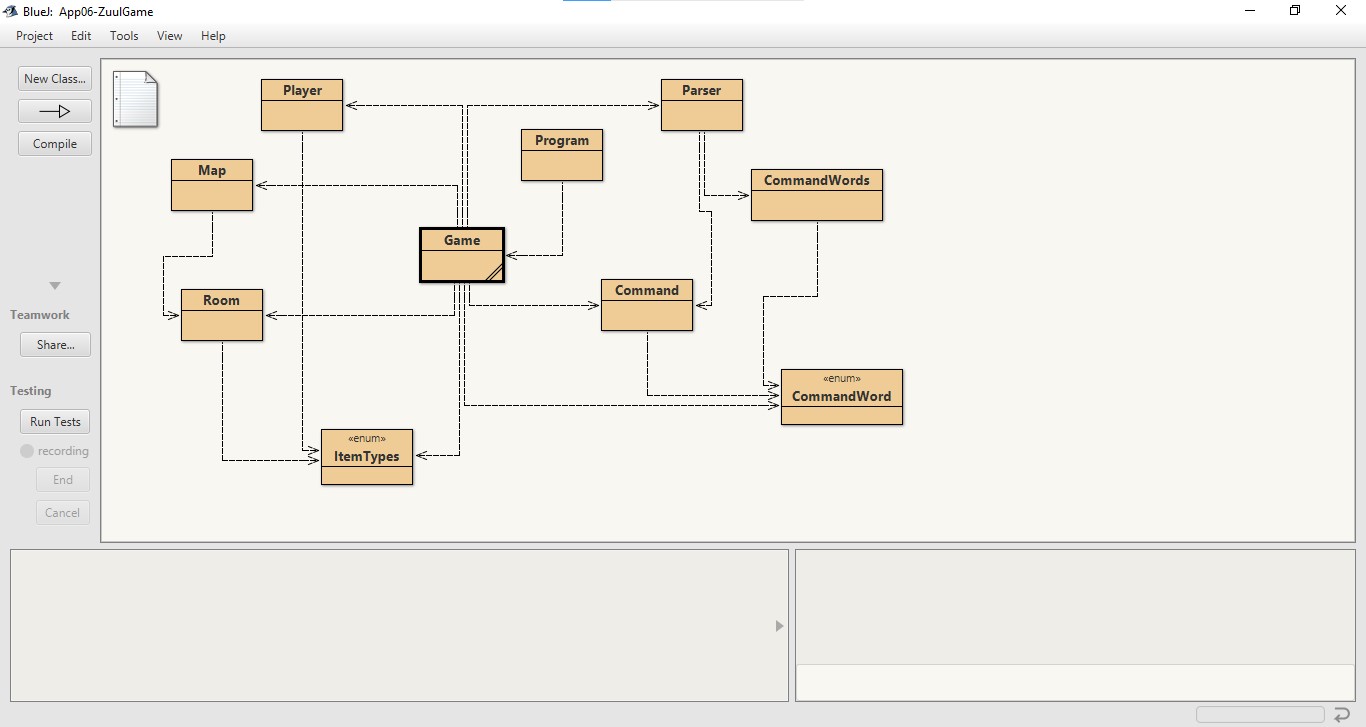 BlueJ: App06-ZuulGame
Project Edit Tools View Help
New Class...
Compile
Teamwork
Share...
Testing
Run Tests
recording
End
Cancel
Player
Parser
Program
Map
CommandWords
Game
Command
Room
«enum»
CommandWord
«enum»
ItemTypes